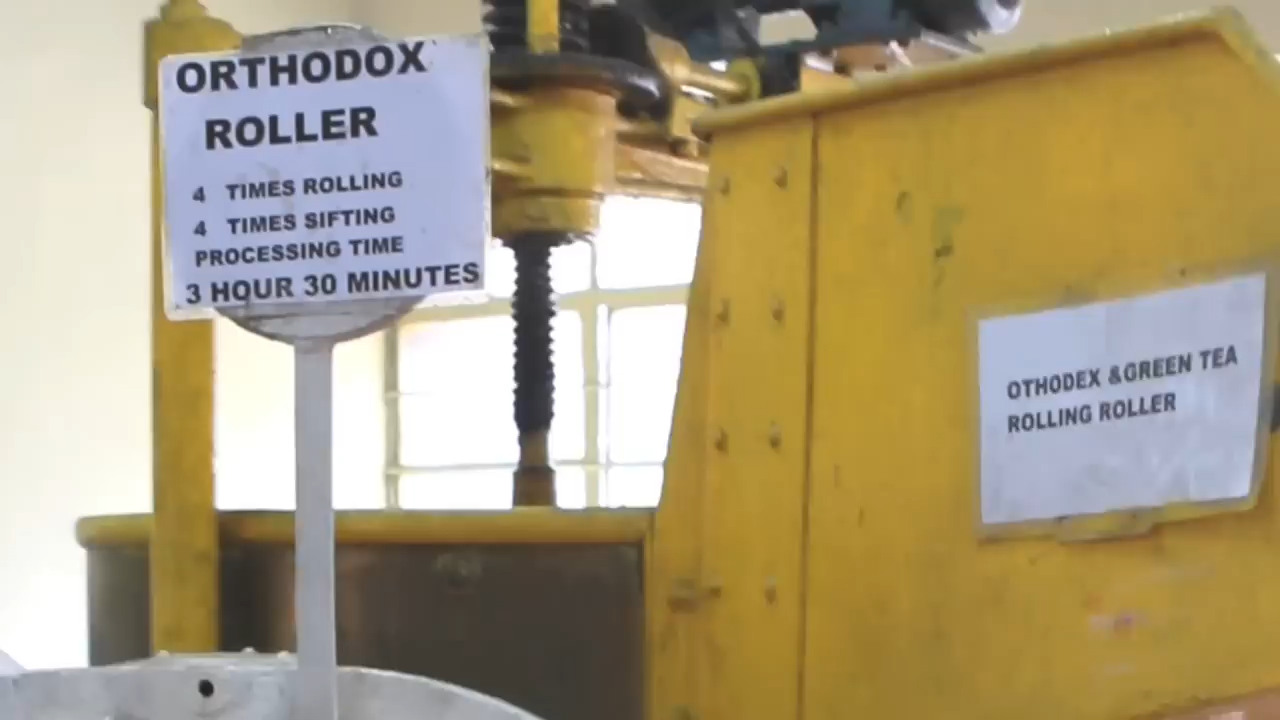 ORTHODOX
ROLLER
4 TIMES ROLLING
4 TIMES SIFTING
PROCESSING TIME
3 HOUR 30 MINUTES
OTHODEX &GREEN TEA
ROLLING ROLLER